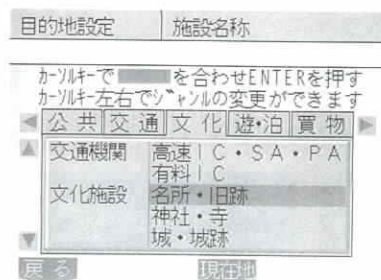 目的地設定 施設名称
カーソルキーで を合わせENTERを押す
カーソルキー左右でジャンルの変更ができます
公共 交通 文化 遊・泊 買物
交通機関 高速IC・SA・PA
有料IC
文化施設 名所・旧跡
神社・寺
城・城跡
戻る 現在地